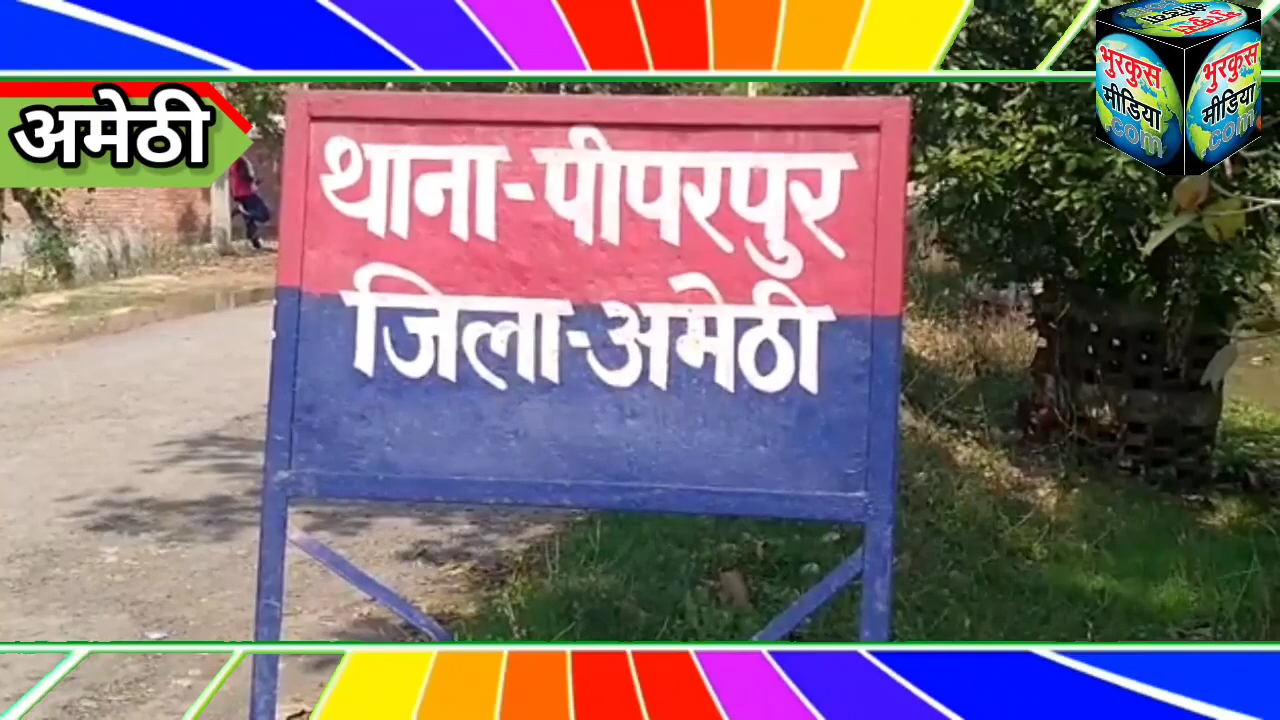 अमेठी
थाना-पीपरपुर
जिला-अमेठी
भुरकुस
मीडिया
.com
भुरकुस
मीडिया
.com